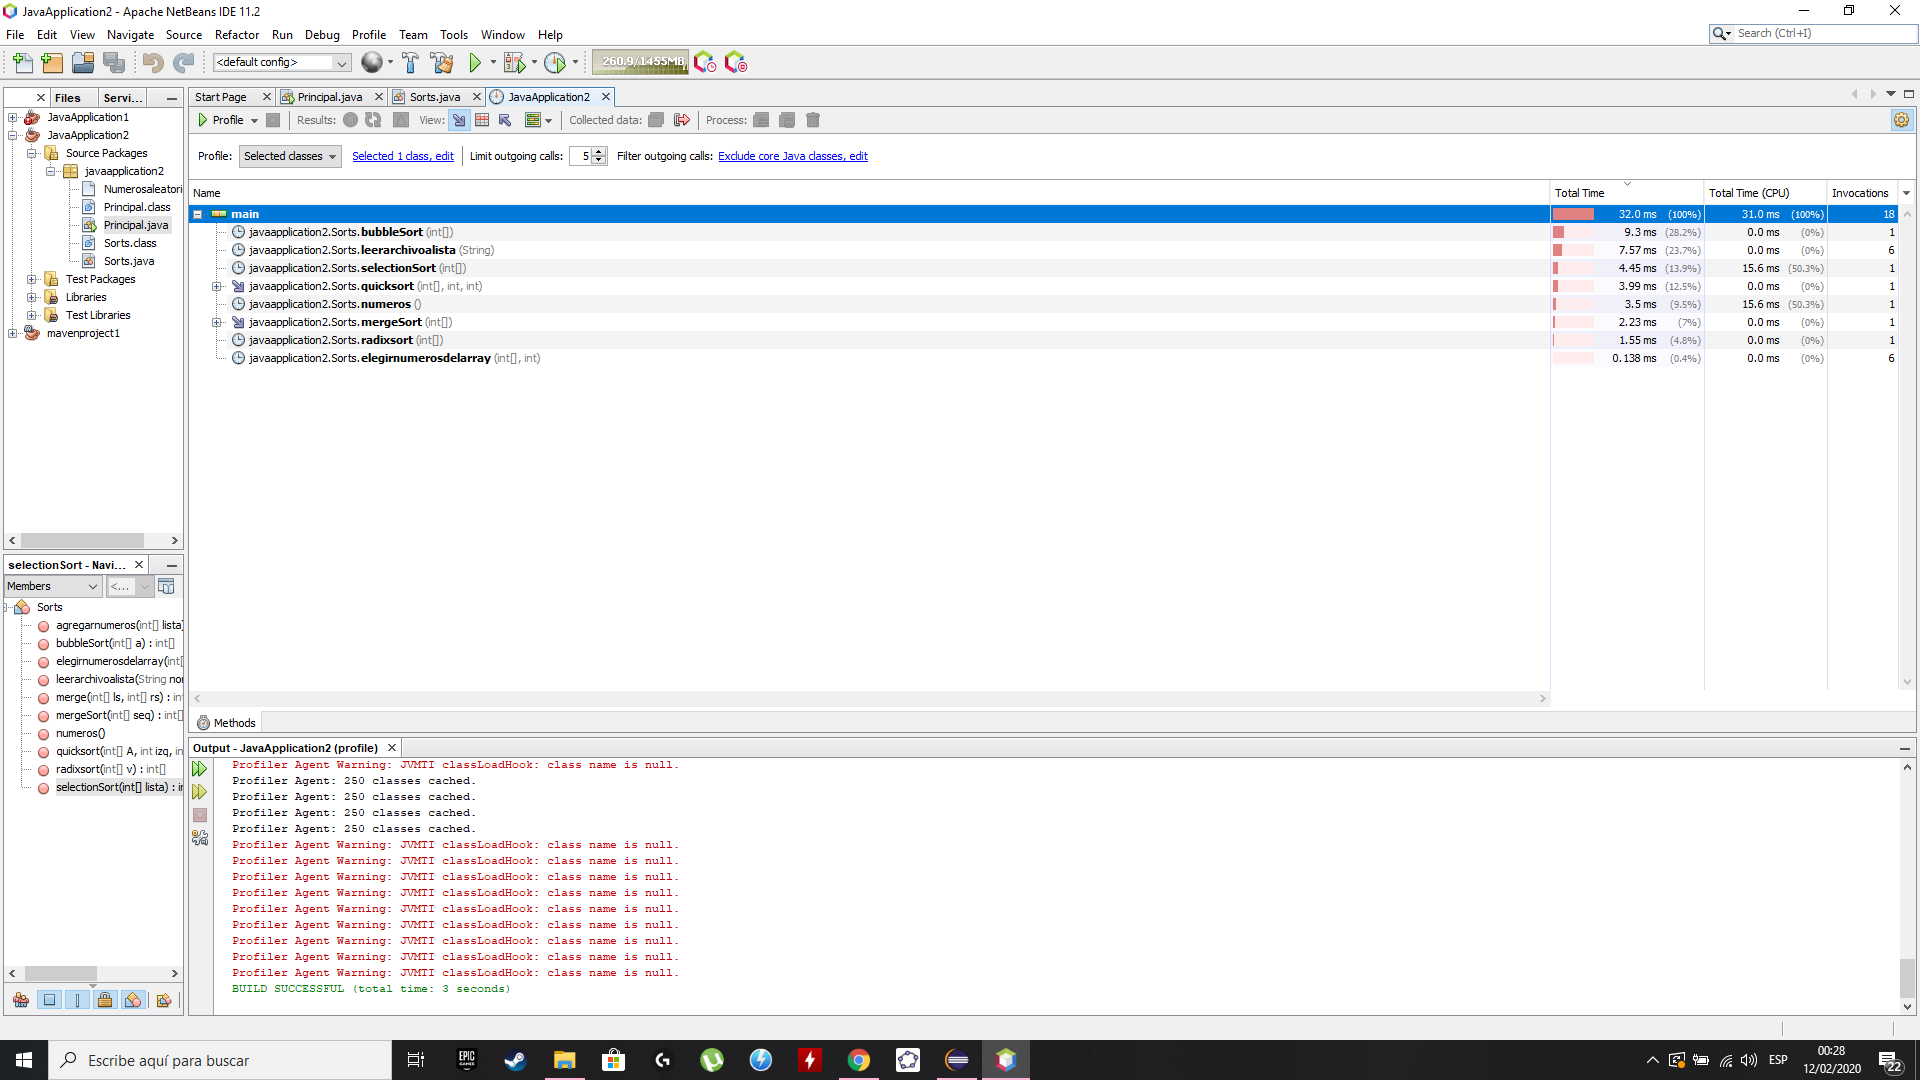 JavaApplication2 - Apache NetBeans IDE 11.2
File Edit View Navigate Source Refactor Run Debug Profile Team Tools Window Help
Search (Ctrl+I)
<default config>
260.9/1455MB
Files Servi...
Start Page Principal.java Sorts.java JavaApplication2
JavaApplication1
JavaApplication2
Source Packages
javaapplication2
Numerosaleatori
Principal.class
Principal.java
Sorts.class
Sorts.java
Test Packages
Libraries
Test Libraries
mavenproject1
Profile Results: View: Collected data: Process:
Profile: Selected classes Selected 1 class, edit Limit outgoing calls: 5 Filter outgoing calls: Exclude core Java classes, edit
Name Total Time Total Time (CPU) Invocations
main 32.0 ms (100%) 31.0 ms (100%) 18
javaapplication2.Sorts.bubbleSort (int[]) 9.3 ms (28.2%) 0.0 ms (0%) 1
javaapplication2.Sorts.leerarchivoalista (String) 7.57 ms (23.7%) 0.0 ms (0%) 6
javaapplication2.Sorts.selectionSort (int[]) 4.45 ms (13.9%) 15.6 ms (50.3%) 1
javaapplication2.Sorts.quicksort (int[], int, int) 3.99 ms (12.5%) 0.0 ms (0%) 1
javaapplication2.Sorts.numeros () 3.5 ms (9.5%) 15.6 ms (50.3%) 1
javaapplication2.Sorts.mergeSort (int[]) 2.23 ms (7%) 0.0 ms (0%) 1
javaapplication2.Sorts.radixsort (int[]) 1.55 ms (4.8%) 0.0 ms (0%) 1
javaapplication2.Sorts.elegirnumerosdelarray (int[], int) 0.138 ms (0.4%) 0.0 ms (0%) 6
Methods
selectionSort - Navi...
Members <...
Sorts
agregarnumeros(int[] lista)
bubbleSort(int[] a) : int[]
elegirnumerosdelarray(int[
leerarchivoalista(String nor
merge(int[] ls, int[] rs) : int
mergeSort(int[] seq) : int[]
numeros()
quicksort(int[] A, int izq, in
radixsort(int[] v) : int[]
selectionSort(int[] lista) : in
Output - JavaApplication2 (profile)
Profiler Agent Warning: JVMTI classLoadHook: class name is null.
Profiler Agent: 250 classes cached.
Profiler Agent: 250 classes cached.
Profiler Agent: 250 classes cached.
Profiler Agent: 250 classes cached.
Profiler Agent Warning: JVMTI classLoadHook: class name is null.
Profiler Agent Warning: JVMTI classLoadHook: class name is null.
Profiler Agent Warning: JVMTI classLoadHook: class name is null.
Profiler Agent Warning: JVMTI classLoadHook: class name is null.
Profiler Agent Warning: JVMTI classLoadHook: class name is null.
Profiler Agent Warning: JVMTI classLoadHook: class name is null.
Profiler Agent Warning: JVMTI classLoadHook: class name is null.
Profiler Agent Warning: JVMTI classLoadHook: class name is null.
Profiler Agent Warning: JVMTI classLoadHook: class name is null.
BUILD SUCCESSFUL (total time: 3 seconds)
Escribe aquí para buscar
EPIC GAMES
ESP
00:28
12/02/2020
22